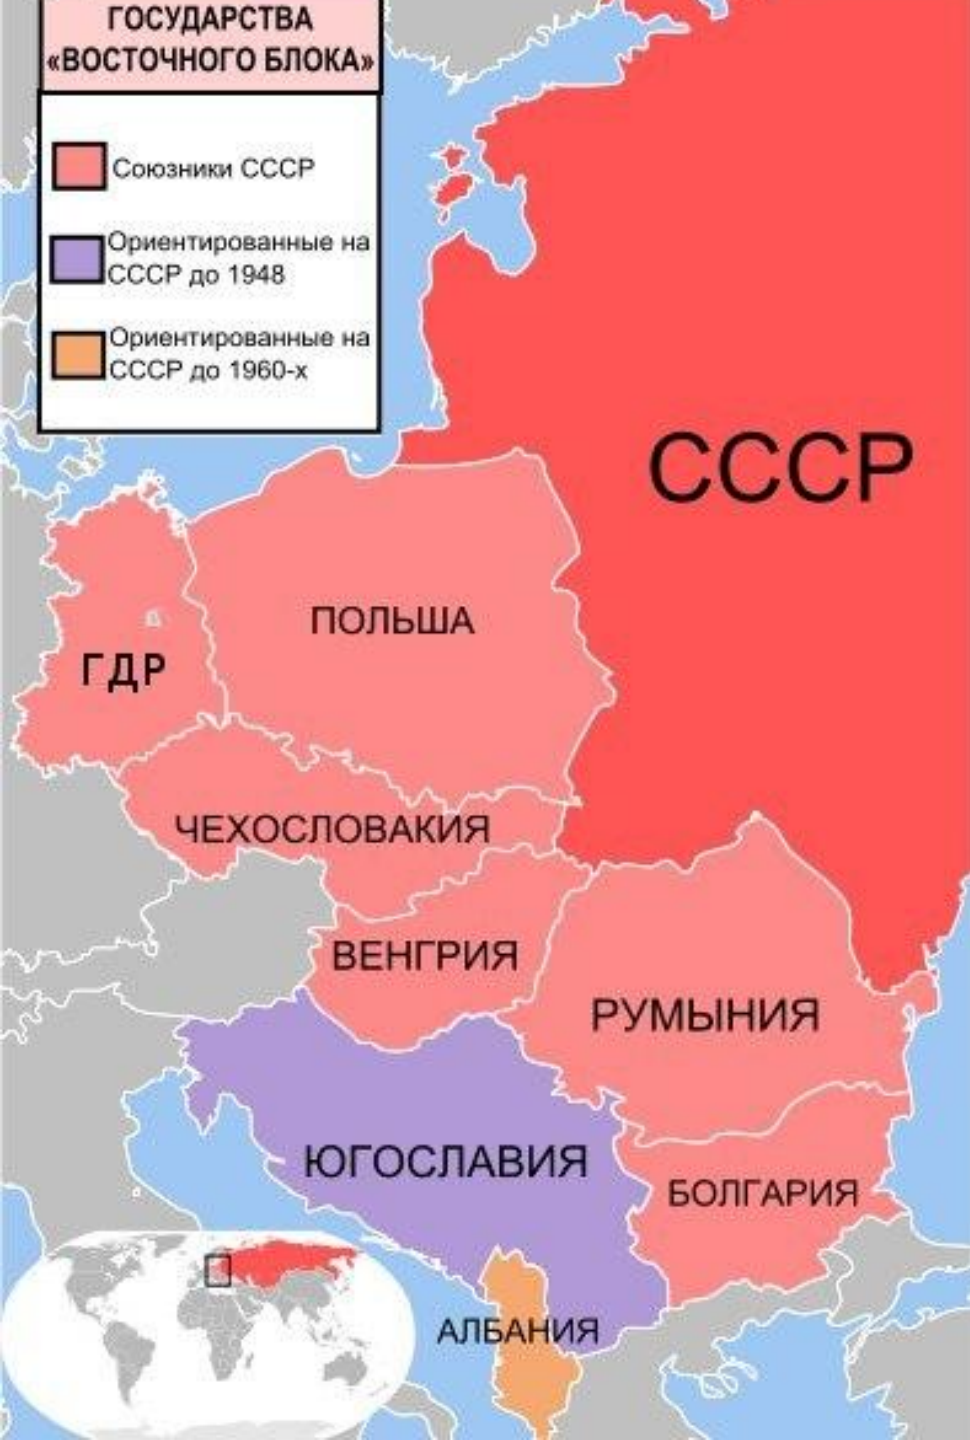 ГОСУДАРСТВА
«ВОСТОЧНОГО БЛОКА»
Союзники СССР
Ориентированные на
СССР до 1948
Ориентированные на
СССР до 1960-х
СССР
ПОЛЬША
ГДР
ЧЕХОСЛОВАКИЯ
ВЕНГРИЯ
РУМЫНИЯ
ЮГОСЛАВИЯ
БОЛГАРИЯ
АЛБАНИЯ